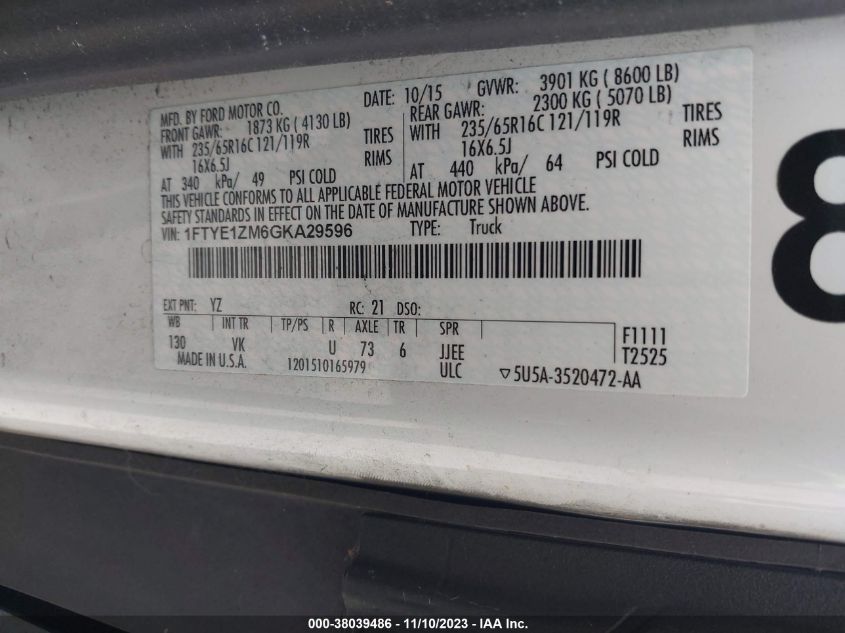 MFD. BY FORD MOTOR CO.
DATE: 10/15 GVWR: 3901 KG ( 8600 LB)
FRONT GAWR: 1873 KG ( 4130 LB) REAR GAWR: 2300 KG ( 5070 LB)
WITH 235/65R16C 121/119R TIRES WITH 235/65R16C 121/119R TIRES
16X6.5J RIMS 16X6.5J RIMS
AT 340 kPa/ 49 PSI COLD AT 440 kPa/ 64 PSI COLD
THIS VEHICLE CONFORMS TO ALL APPLICABLE FEDERAL MOTOR VEHICLE
SAFETY STANDARDS IN EFFECT ON THE DATE OF MANUFACTURE SHOWN ABOVE.
VIN: 1FTYE1ZM6GKA29596 TYPE: Truck
8
EXT PNT: YZ RC: 21 DSO:
WB INT TR TP/PS R AXLE TR SPR F1111
130 VK U 73 6 JJEE T2525
MADE IN U.S.A. 1201510165979 ULC ▽5U5A-3520472-AA
000-38039486 - 11/10/2023 - IAA Inc.